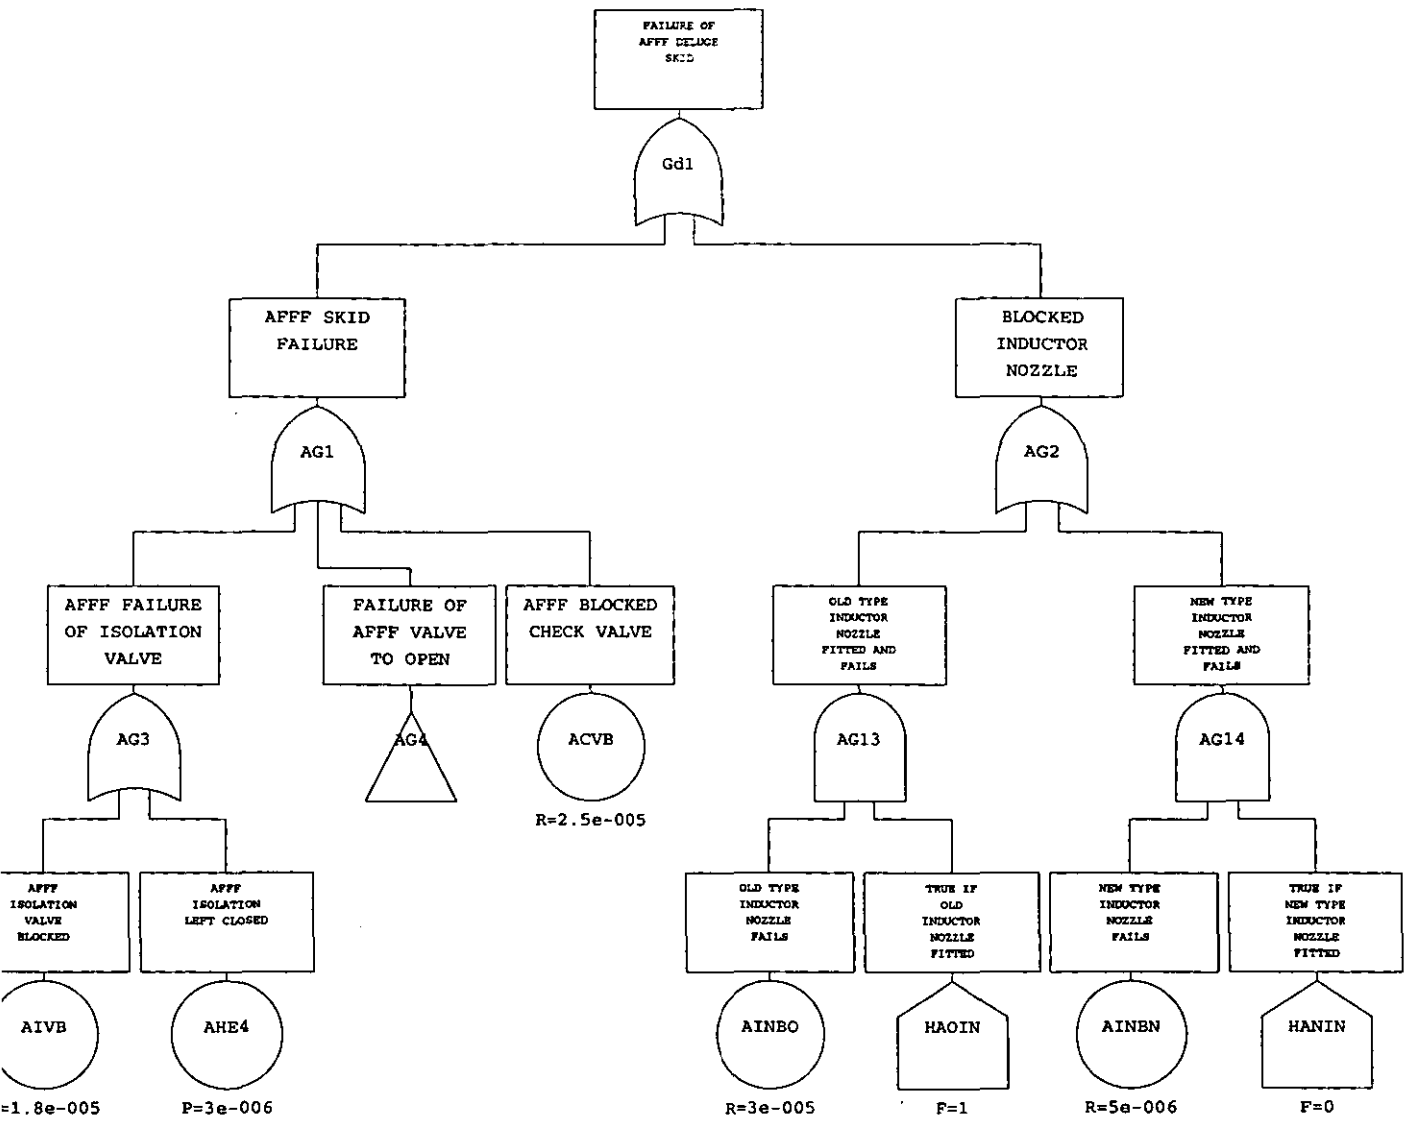 FAILURE OF
AFFF DELUGE
SKID
Gd1
AFFF SKID
FAILURE
BLOCKED
INDUCTOR
NOZZLE
AG1
AG2
AFFF FAILURE
OF ISOLATION
VALVE
FAILURE OF
AFFF VALVE
TO OPEN
AFFF BLOCKED
CHECK VALVE
OLD TYPE
INDUCTOR
NOZZLE
FITTED AND
FAILS
NEW TYPE
INDUCTOR
NOZZLE
FITTED AND
FAILS
AG3
AG4
ACVB
AG13
AG14
R=2.5e-005
AFFF
ISOLATION
VALVE
BLOCKED
AFFF
ISOLATION
LEFT CLOSED
OLD TYPE
INDUCTOR
NOZZLE
FAILS
TRUE IF
OLD
INDUCTOR
NOZZLE
FITTED
NEW TYPE
INDUCTOR
NOZZLE
FAILS
TRUE IF
NEW TYPE
INDUCTOR
NOZZLE
FITTED
AIVB
AHE4
AINBO
HAOIN
AINBN
HANIN
=1.8e-005
P=3e-006
R=3e-005
F=1
R=5e-006
F=0